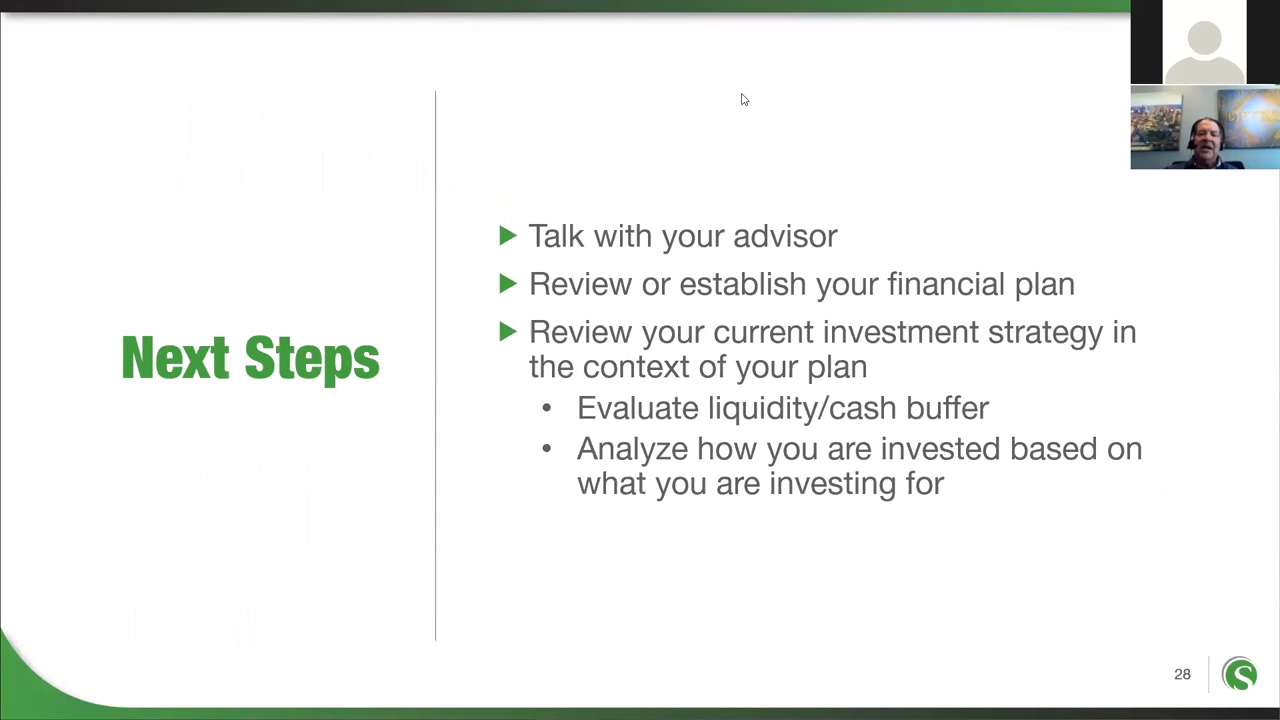 Next Steps
Talk with your advisor
Review or establish your financial plan
Review your current investment strategy in
the context of your plan
Evaluate liquidity/cash buffer
Analyze how you are invested based on
what you are investing for
28
S